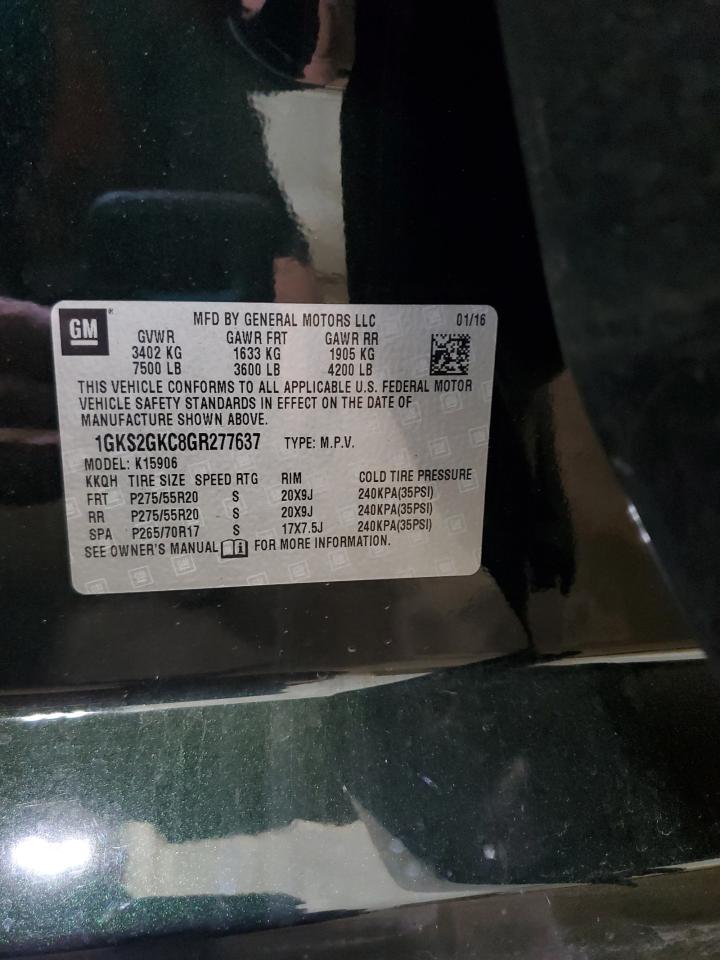 GM® MFD BY GENERAL MOTORS LLC 01/16
GVWR GAWR FRT GAWR RR
3402 KG 1633 KG 1905 KG
7500 LB 3600 LB 4200 LB
THIS VEHICLE CONFORMS TO ALL APPLICABLE U.S. FEDERAL MOTOR
VEHICLE SAFETY STANDARDS IN EFFECT ON THE DATE OF
MANUFACTURE SHOWN ABOVE.
1GKS2GKC8GR277637 TYPE: M.P.V.
MODEL: K15906
KKQH TIRE SIZE SPEED RTG RIM COLD TIRE PRESSURE
FRT P275/55R20 S 20X9J 240KPA(35PSI)
RR P275/55R20 S 20X9J 240KPA(35PSI)
SPA P265/70R17 S 17X7.5J 240KPA(35PSI)
SEE OWNER'S MANUAL FOR MORE INFORMATION.